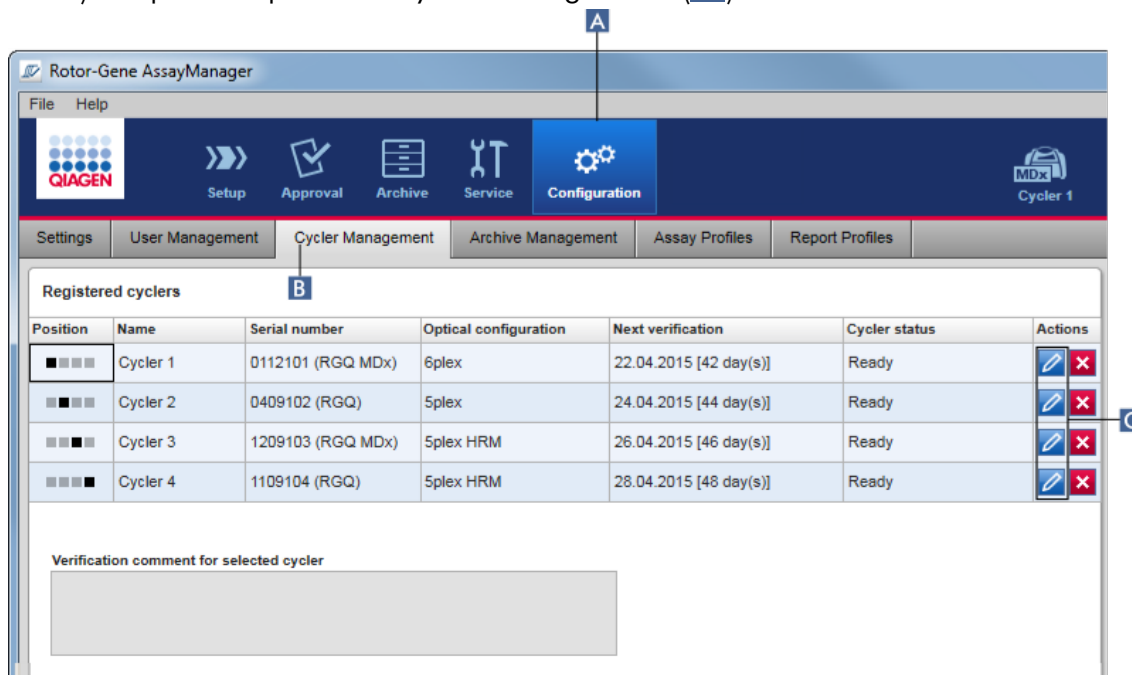 A
Rotor-Gene AssayManager
File Help
QIAGEN
Setup Approval Archive Service Configuration
MDx
Cycler 1
Settings User Management Cycler Management Archive Management Assay Profiles Report Profiles
B
Registered cyclers
Position Name Serial number Optical configuration Next verification Cycler status Actions
Cycler 1 0112101 (RGQ MDx) 6plex 22.04.2015 [42 day(s)] Ready
Cycler 2 0409102 (RGQ) 5plex 24.04.2015 [44 day(s)] Ready
C
Cycler 3 1209103 (RGQ MDx) 5plex HRM 26.04.2015 [46 day(s)] Ready
Cycler 4 1109104 (RGQ) 5plex HRM 28.04.2015 [48 day(s)] Ready
Verification comment for selected cycler